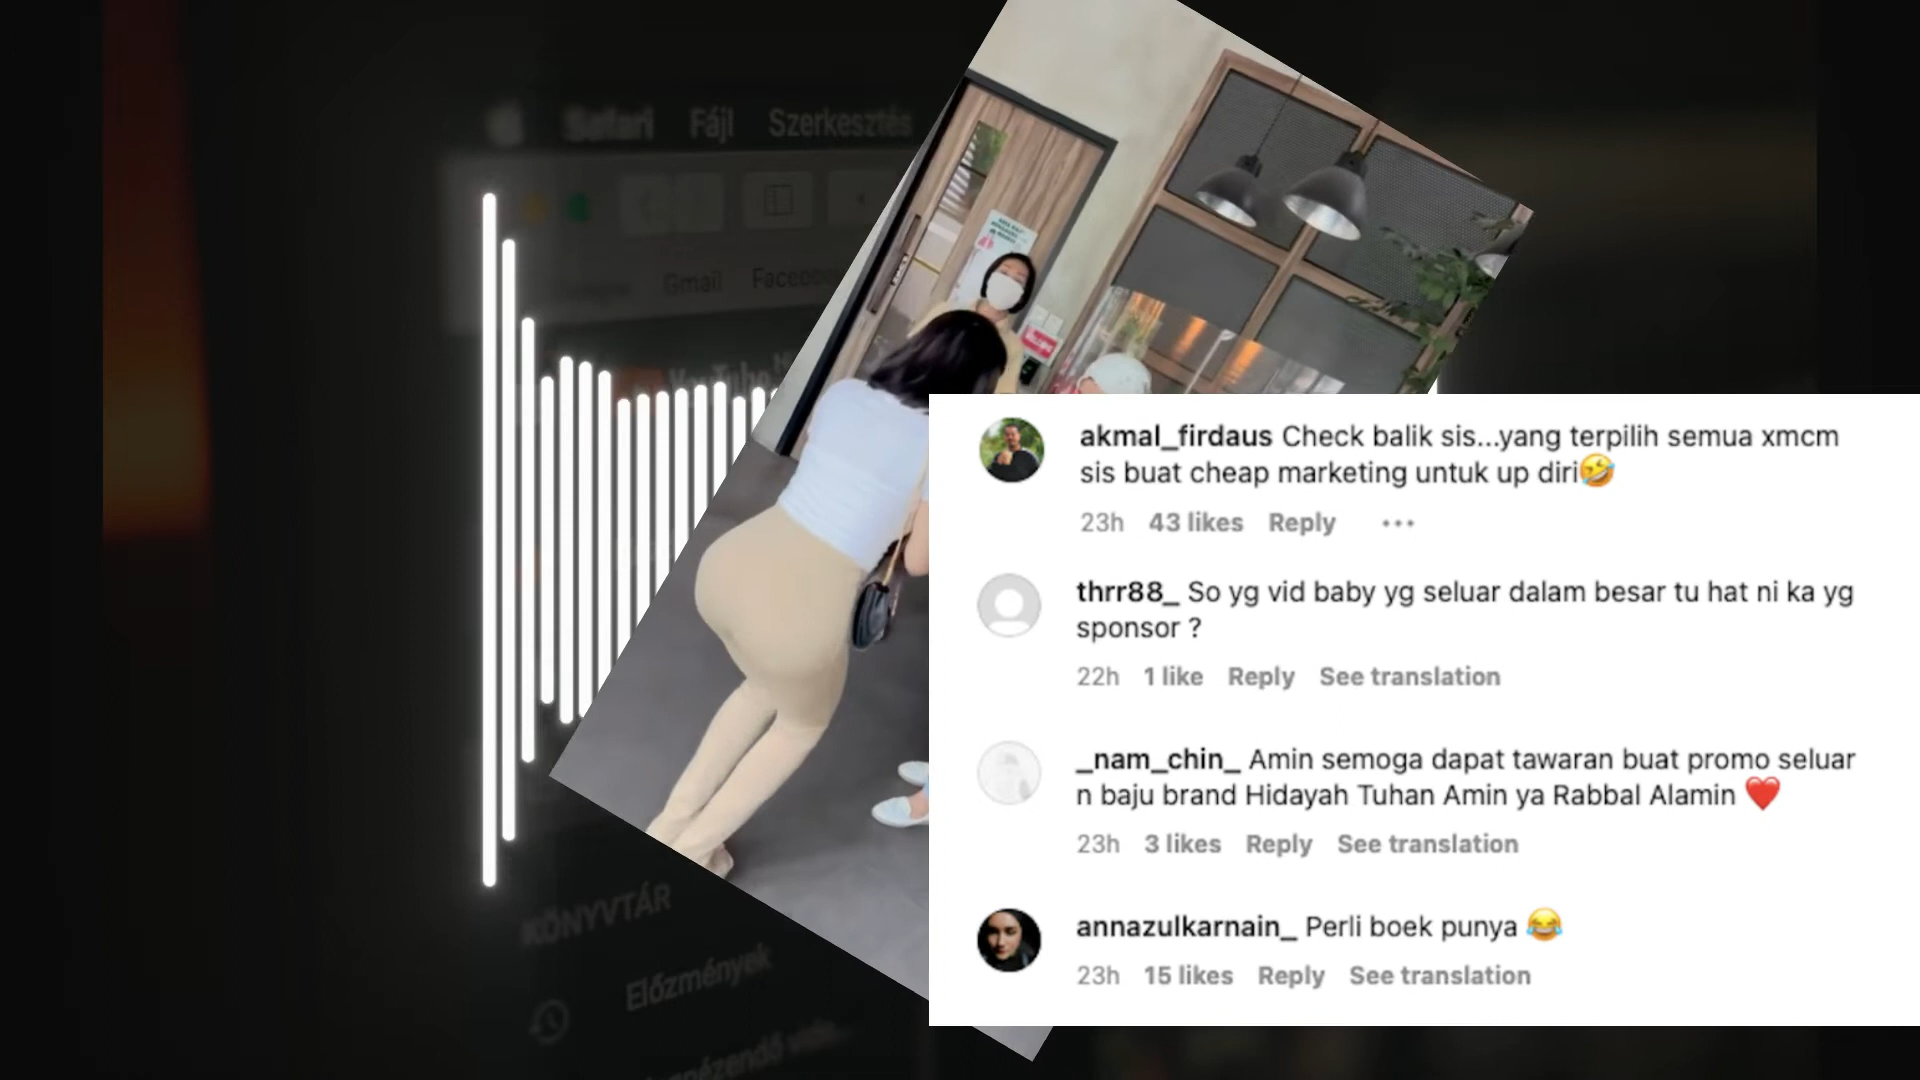 Safari Fájl Szerkesztés
Gmail
YouTube
KÖNYVTÁR
Előzmények
akmal_firdaus Check balik sis...yang terpilih semua xmcm
sis buat cheap marketing untuk up diri🤣
23h 43 likes Reply ...
thrr88_ So yg vid baby yg seluar dalam besar tu hat ni ka yg
sponsor ?
22h 1 like Reply See translation
_nam_chin_ Amin semoga dapat tawaran buat promo seluar
n baju brand Hidayah Tuhan Amin ya Rabbal Alamin ❤️
23h 3 likes Reply See translation
annazulkarnain_ Perli boek punya 😂
23h 15 likes Reply See translation